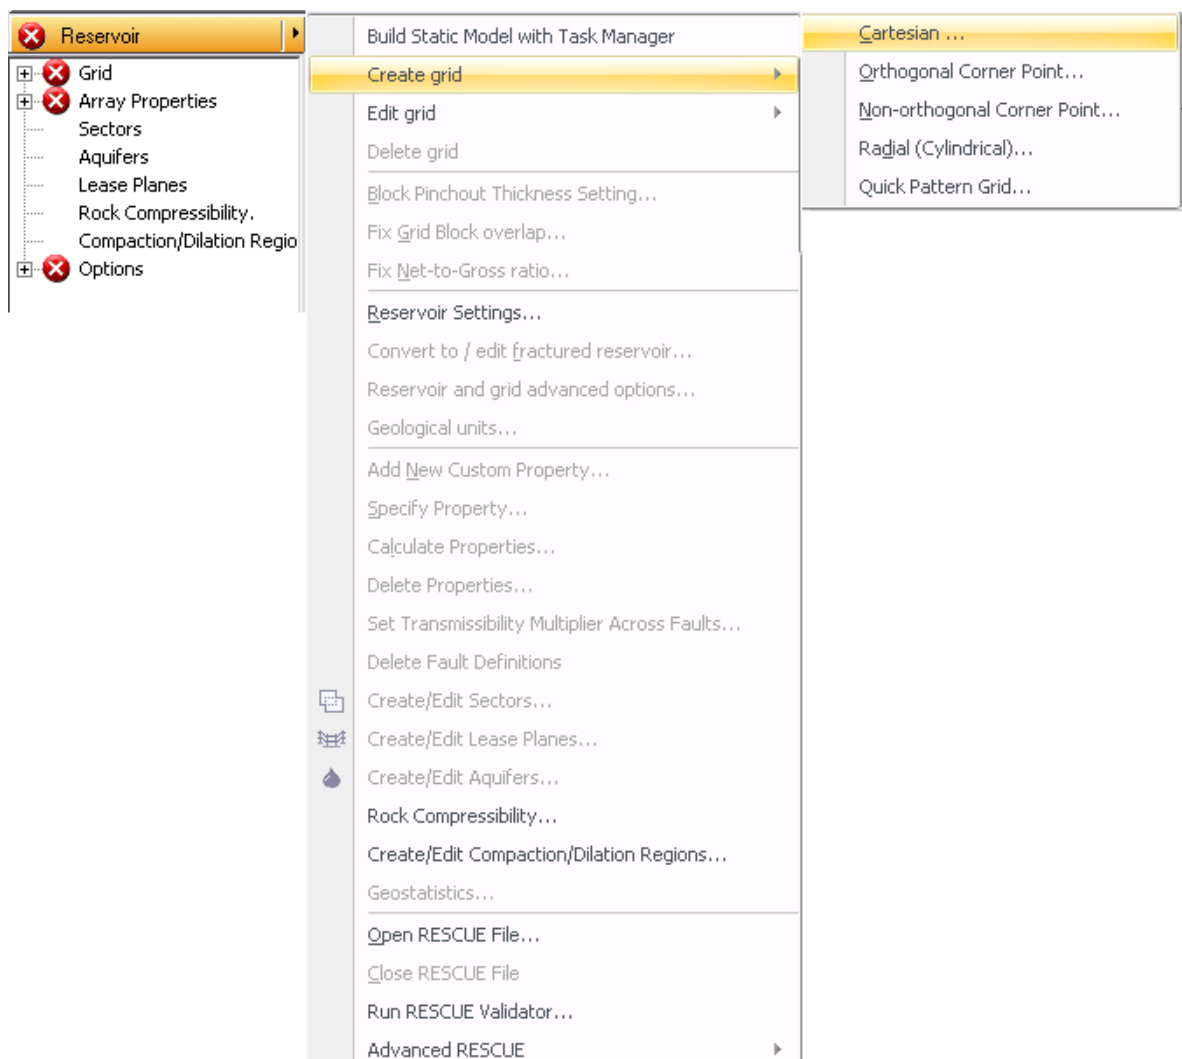 Reservoir
Grid
Array Properties
Sectors
Aquifers
Lease Planes
Rock Compressibility.
Compaction/Dilation Regio
Options
Build Static Model with Task Manager
Create grid
Edit grid
Delete grid
Block Pinchout Thickness Setting...
Fix Grid Block overlap...
Fix Net-to-Gross ratio...
Reservoir Settings...
Convert to / edit fractured reservoir...
Reservoir and grid advanced options...
Geological units...
Add New Custom Property...
Specify Property...
Calculate Properties...
Delete Properties...
Set Transmissibility Multiplier Across Faults...
Delete Fault Definitions
Create/Edit Sectors...
Create/Edit Lease Planes...
Create/Edit Aquifers...
Rock Compressibility...
Create/Edit Compaction/Dilation Regions...
Geostatistics...
Open RESCUE File...
Close RESCUE File
Run RESCUE Validator...
Advanced RESCUE
Cartesian ...
Orthogonal Corner Point...
Non-orthogonal Corner Point...
Radial (Cylindrical)...
Quick Pattern Grid...